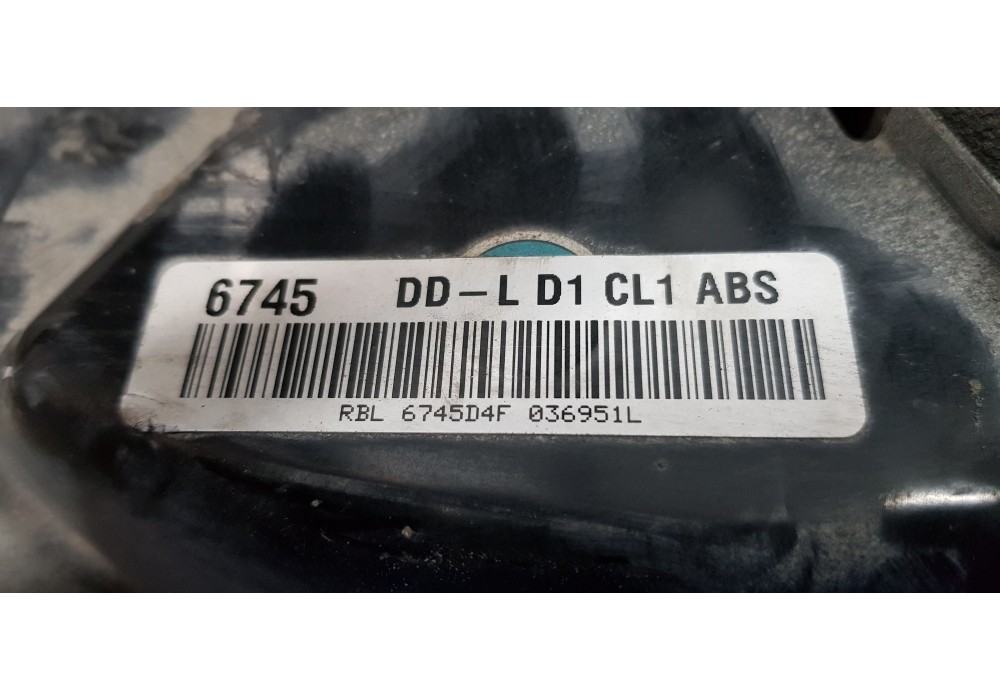 6745 DD-L D1 CL1 ABS
RBL 6745D4F 036951L